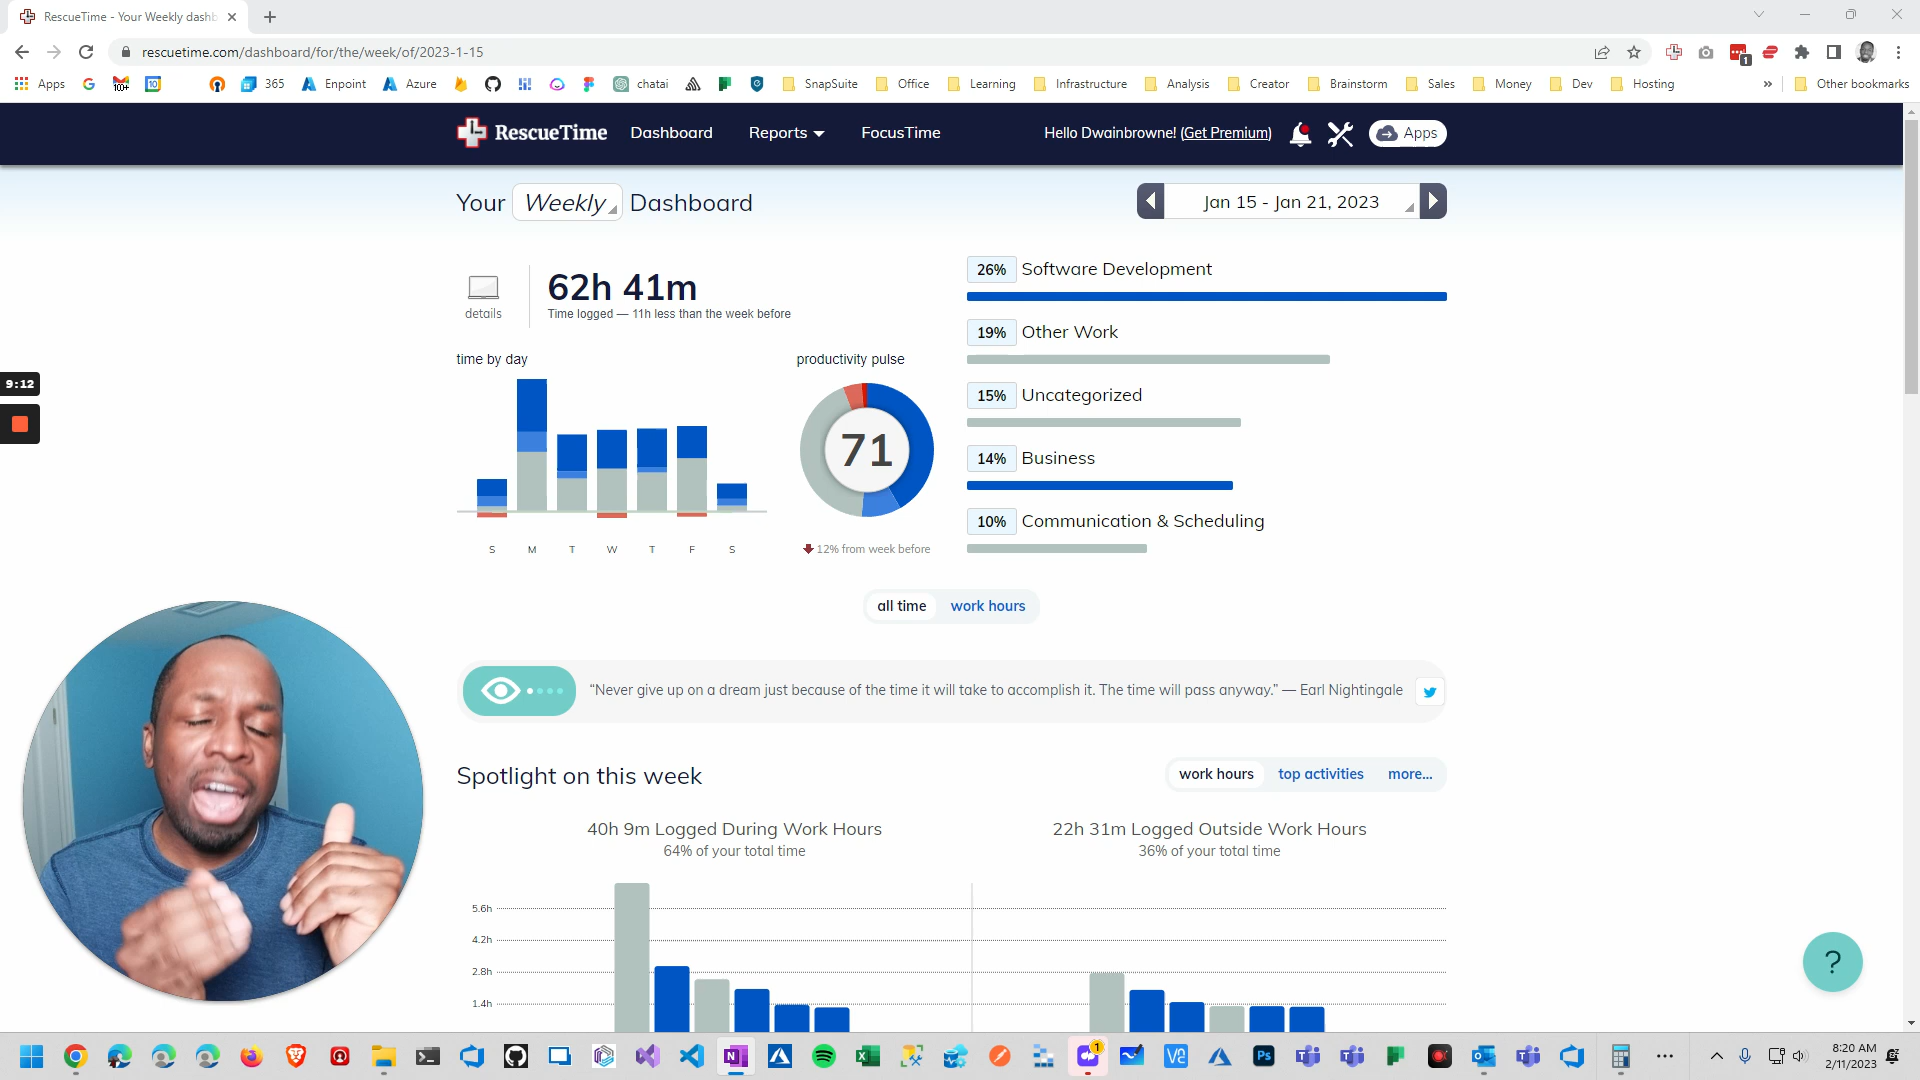 RescueTime - Your Weekly dashb
rescuetime.com/dashboard/for/the/week/of/2023-1-15
1
Apps
100+
10
365
Enpoint
Azure
chatai
SnapSuite
Office
Learning
Infrastructure
Analysis
Creator
Brainstorm
Sales
Money
Dev
Hosting
»
Other bookmarks
RescueTime
Dashboard
Reports
FocusTime
Hello Dwainbrowne! (Get Premium)
Apps
Your Weekly Dashboard
Jan 15 - Jan 21, 2023
details
62h 41m
Time logged — 11h less than the week before
time by day
S M T W T F S
productivity pulse
71
12% from week before
26% Software Development
19% Other Work
15% Uncategorized
14% Business
10% Communication & Scheduling
9:12
all time
work hours
“Never give up on a dream just because of the time it will take to accomplish it. The time will pass anyway.” — Earl Nightingale
Spotlight on this week
work hours
top activities
more...
40h 9m Logged During Work Hours
64% of your total time
22h 31m Logged Outside Work Hours
36% of your total time
5.6h
4.2h
2.8h
1.4h
?
N
1
V2
Ps
8:20 AM
2/11/2023